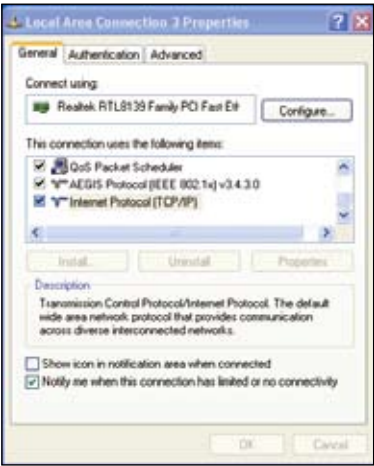 Local Area Connection 3 Properties
General Authentication Advanced
Connect using:
Realtek RTL8139 Family PCI Fast Eth
Configure...
This connection uses the following items:
QoS Packet Scheduler
AEGIS Protocol (IEEE 802.1x) v3.4.3.0
Internet Protocol (TCP/IP)
Install... Uninstall Properties
Description
Transmission Control Protocol/Internet Protocol. The default
wide area network protocol that provides communication
across diverse interconnected networks.
Show icon in notification area when connected
Notify me when this connection has limited or no connectivity
OK Cancel